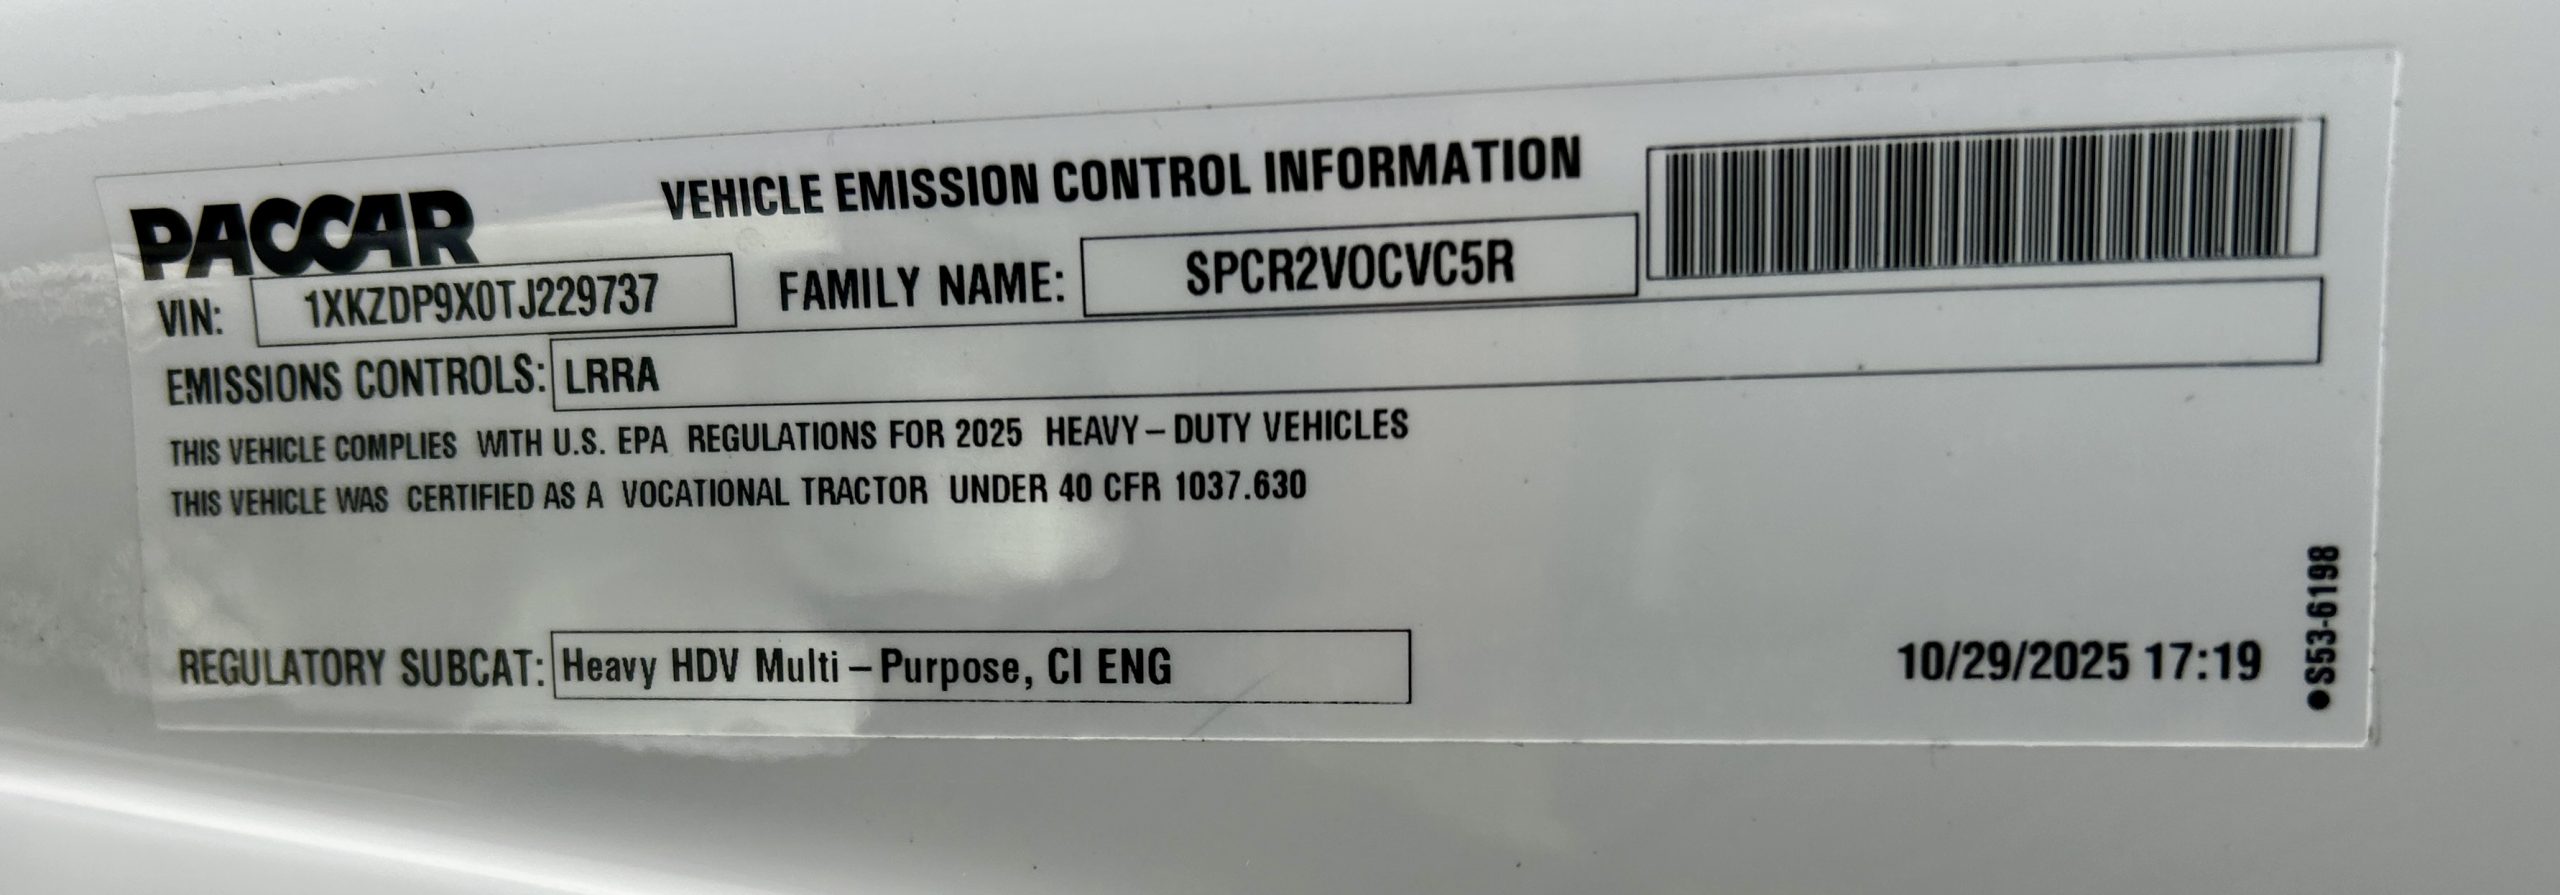 PACCAR
VEHICLE EMISSION CONTROL INFORMATION
VIN: 1XKZDP9X0TJ229737
FAMILY NAME: SPCR2VOCVC5R
EMISSIONS CONTROLS: LRRA
THIS VEHICLE COMPLIES WITH U.S. EPA REGULATIONS FOR 2025 HEAVY-DUTY VEHICLES
THIS VEHICLE WAS CERTIFIED AS A VOCATIONAL TRACTOR UNDER 40 CFR 1037.630
REGULATORY SUBCAT: Heavy HDV Multi-Purpose, CI ENG
10/29/2025 17:19
●S53-6198